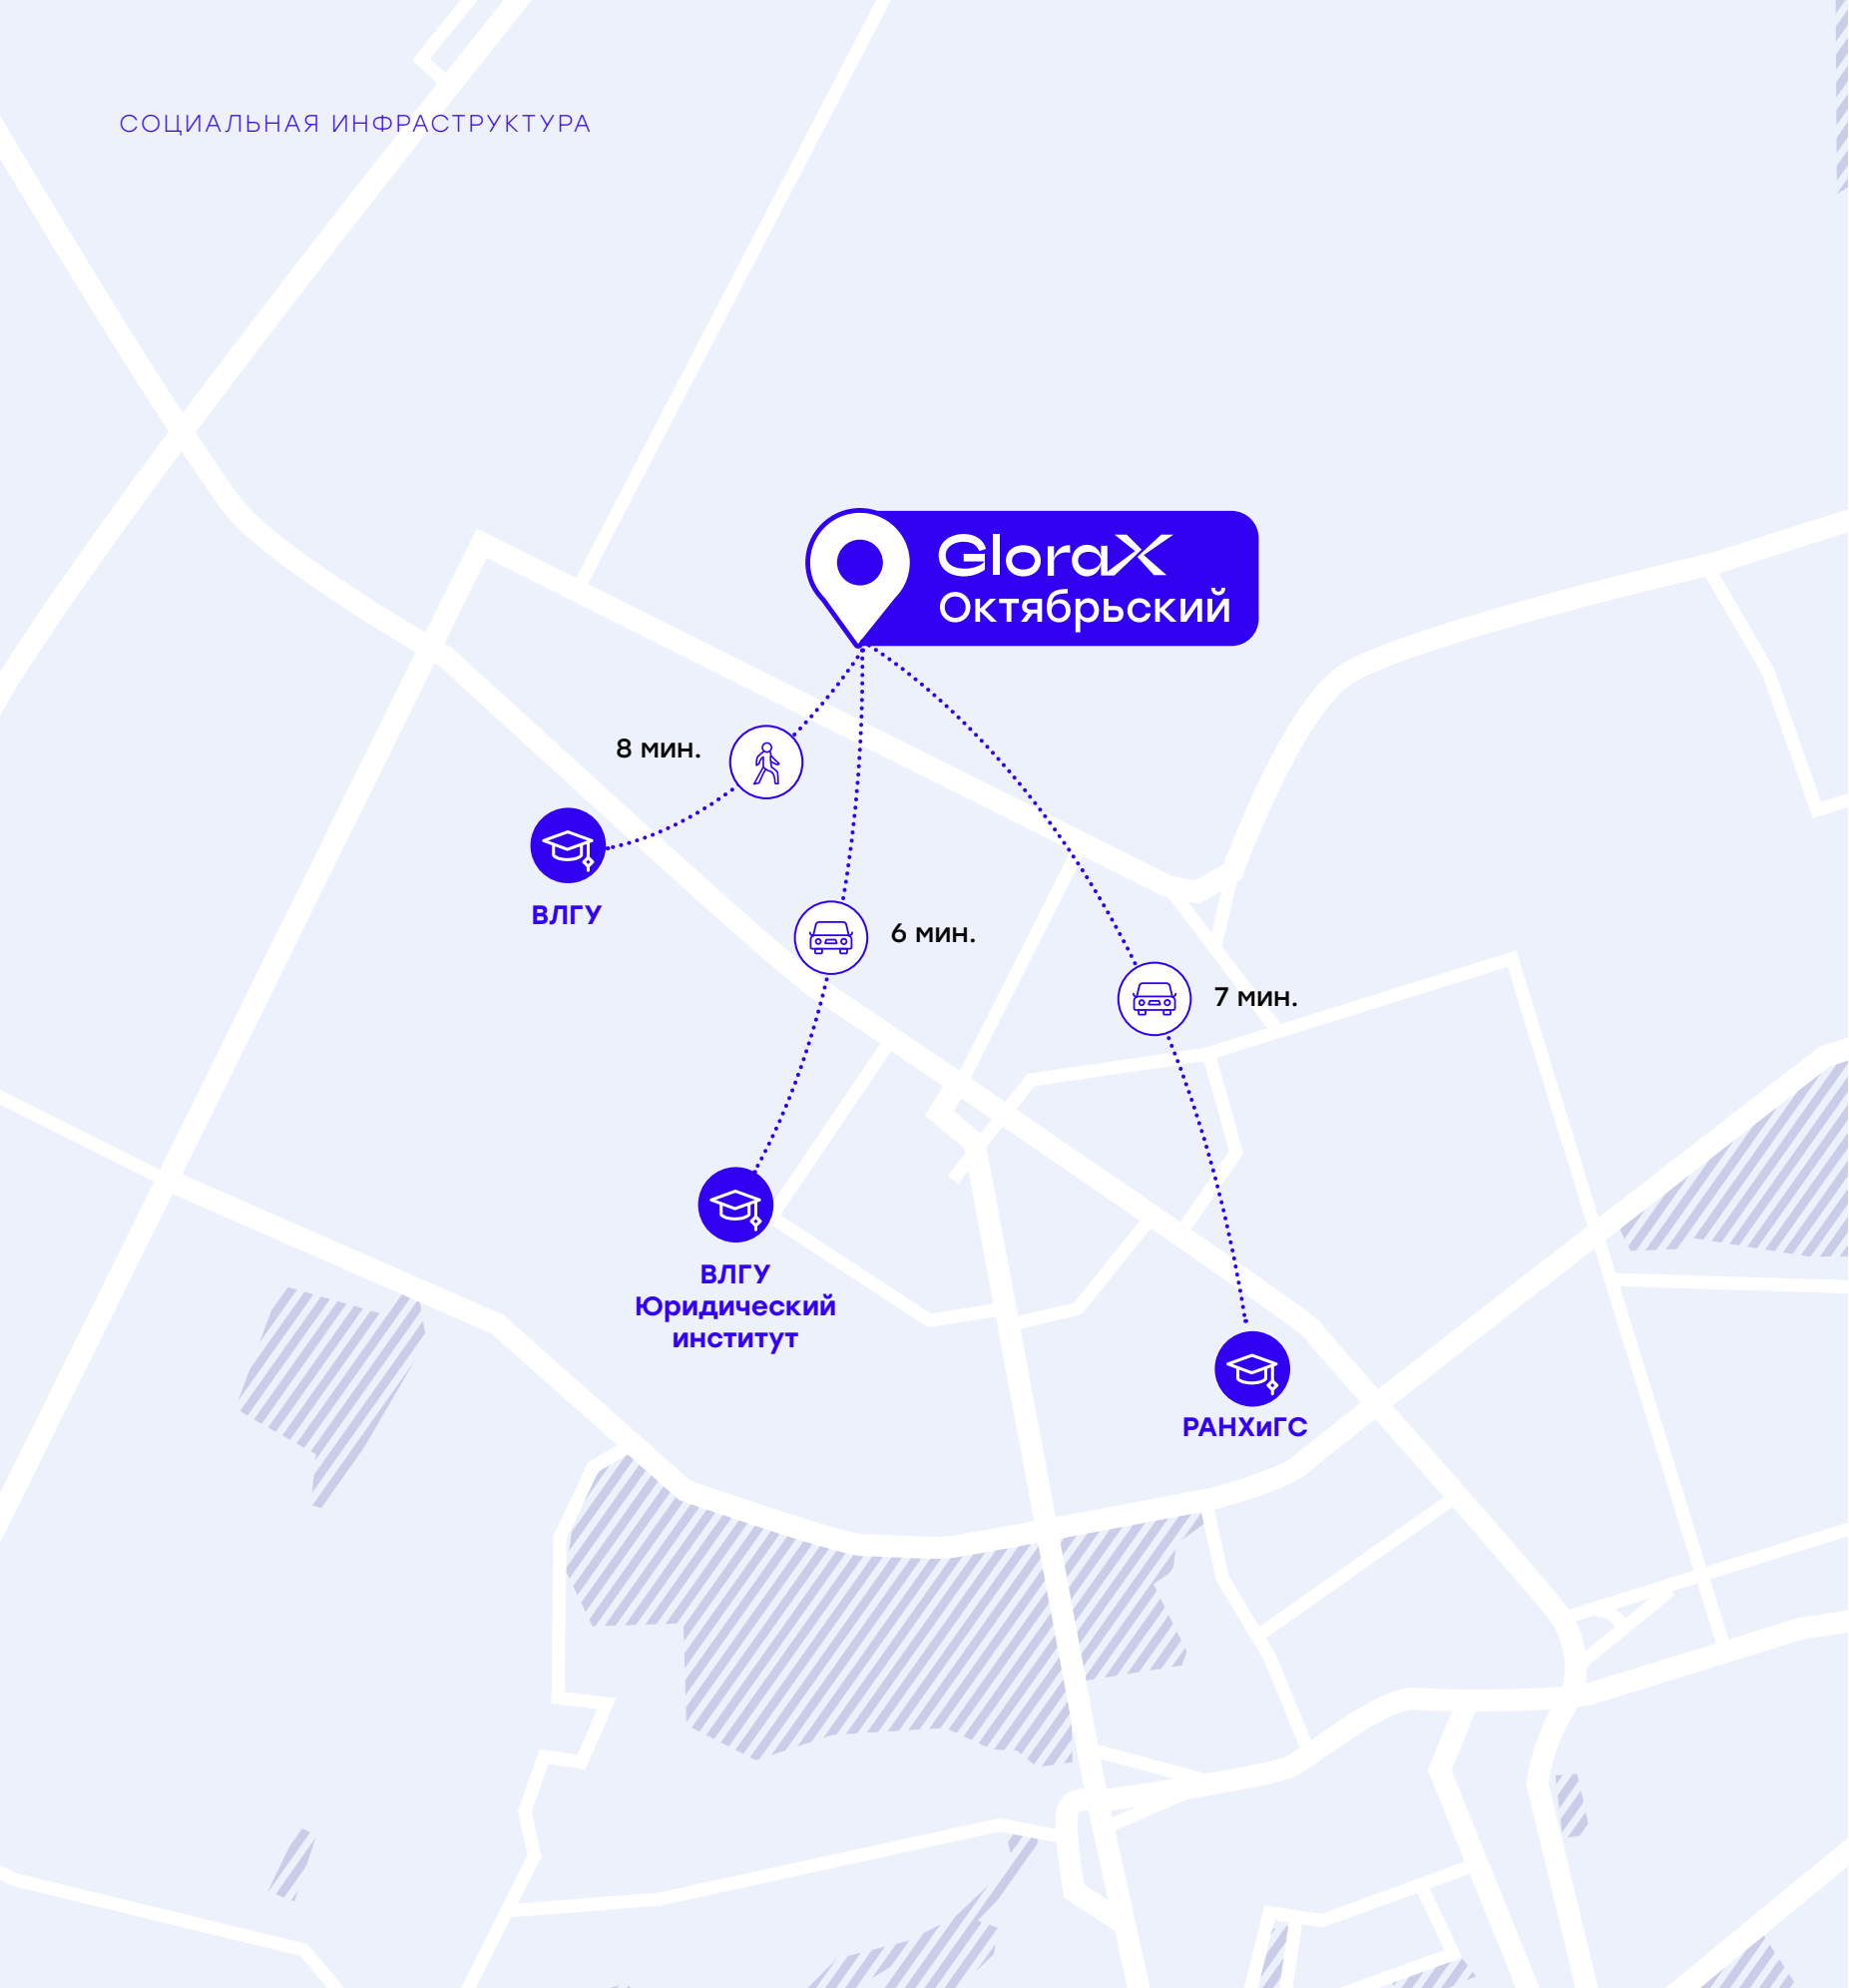 СОЦИАЛЬНАЯ ИНФРАСТРУКТУРА
GloraX
Октябрьский
8 мин.
ВЛГУ
6 мин.
7 мин.
ВЛГУ
Юридический
институт
РАНХиГС